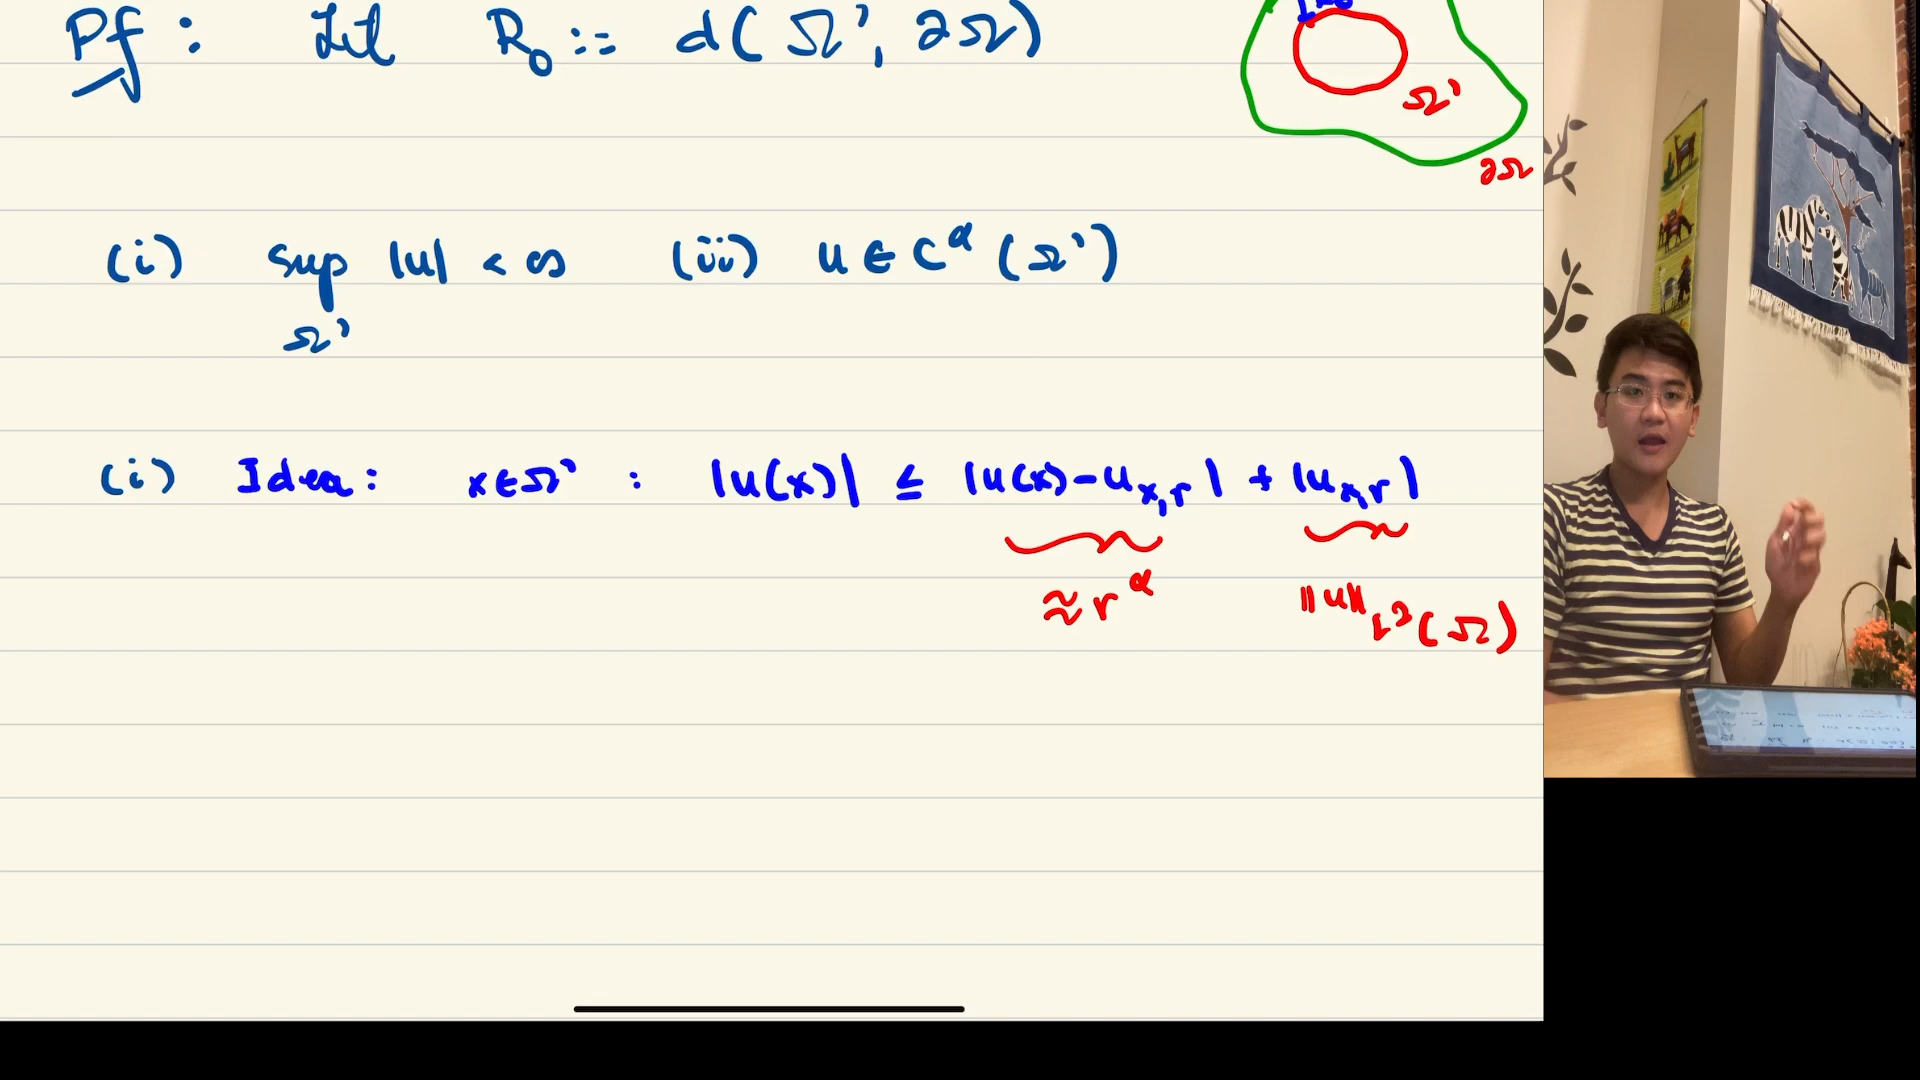 Pf : Let R₀ := d(Ω', ∂Ω)
Ω'
∂Ω
(i) sup |u| < ∞ (ii) u ∈ C^α (Ω')
Ω'
(i) Idea : x ∈ Ω' : |u(x)| ≤ |u(x) - u_{x,r}| + |u_{x,r}|
≈ r^α ||u||_{L²(Ω)}